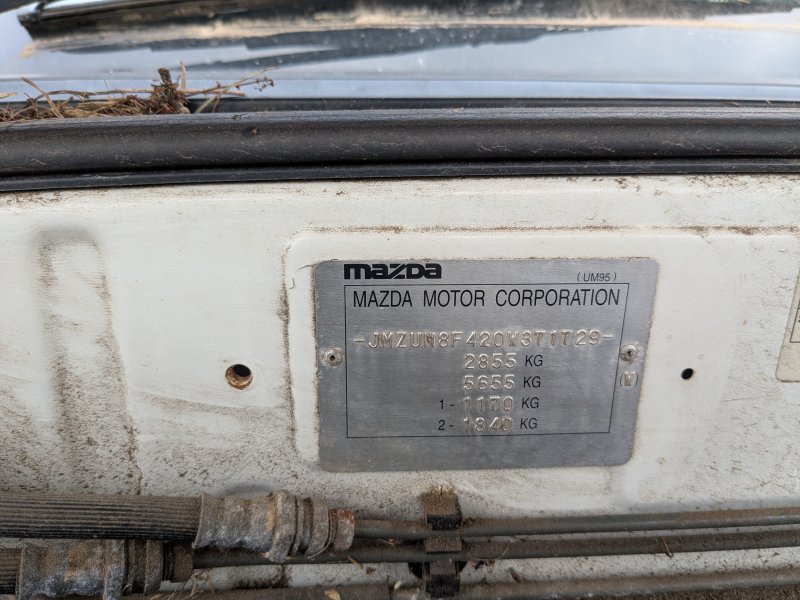 mazda
(UM95)
MAZDA MOTOR CORPORATION
-JMZUN8F420W371729-
2855 KG
5655 KG
(W)
1- 1170 KG
2- 1840 KG